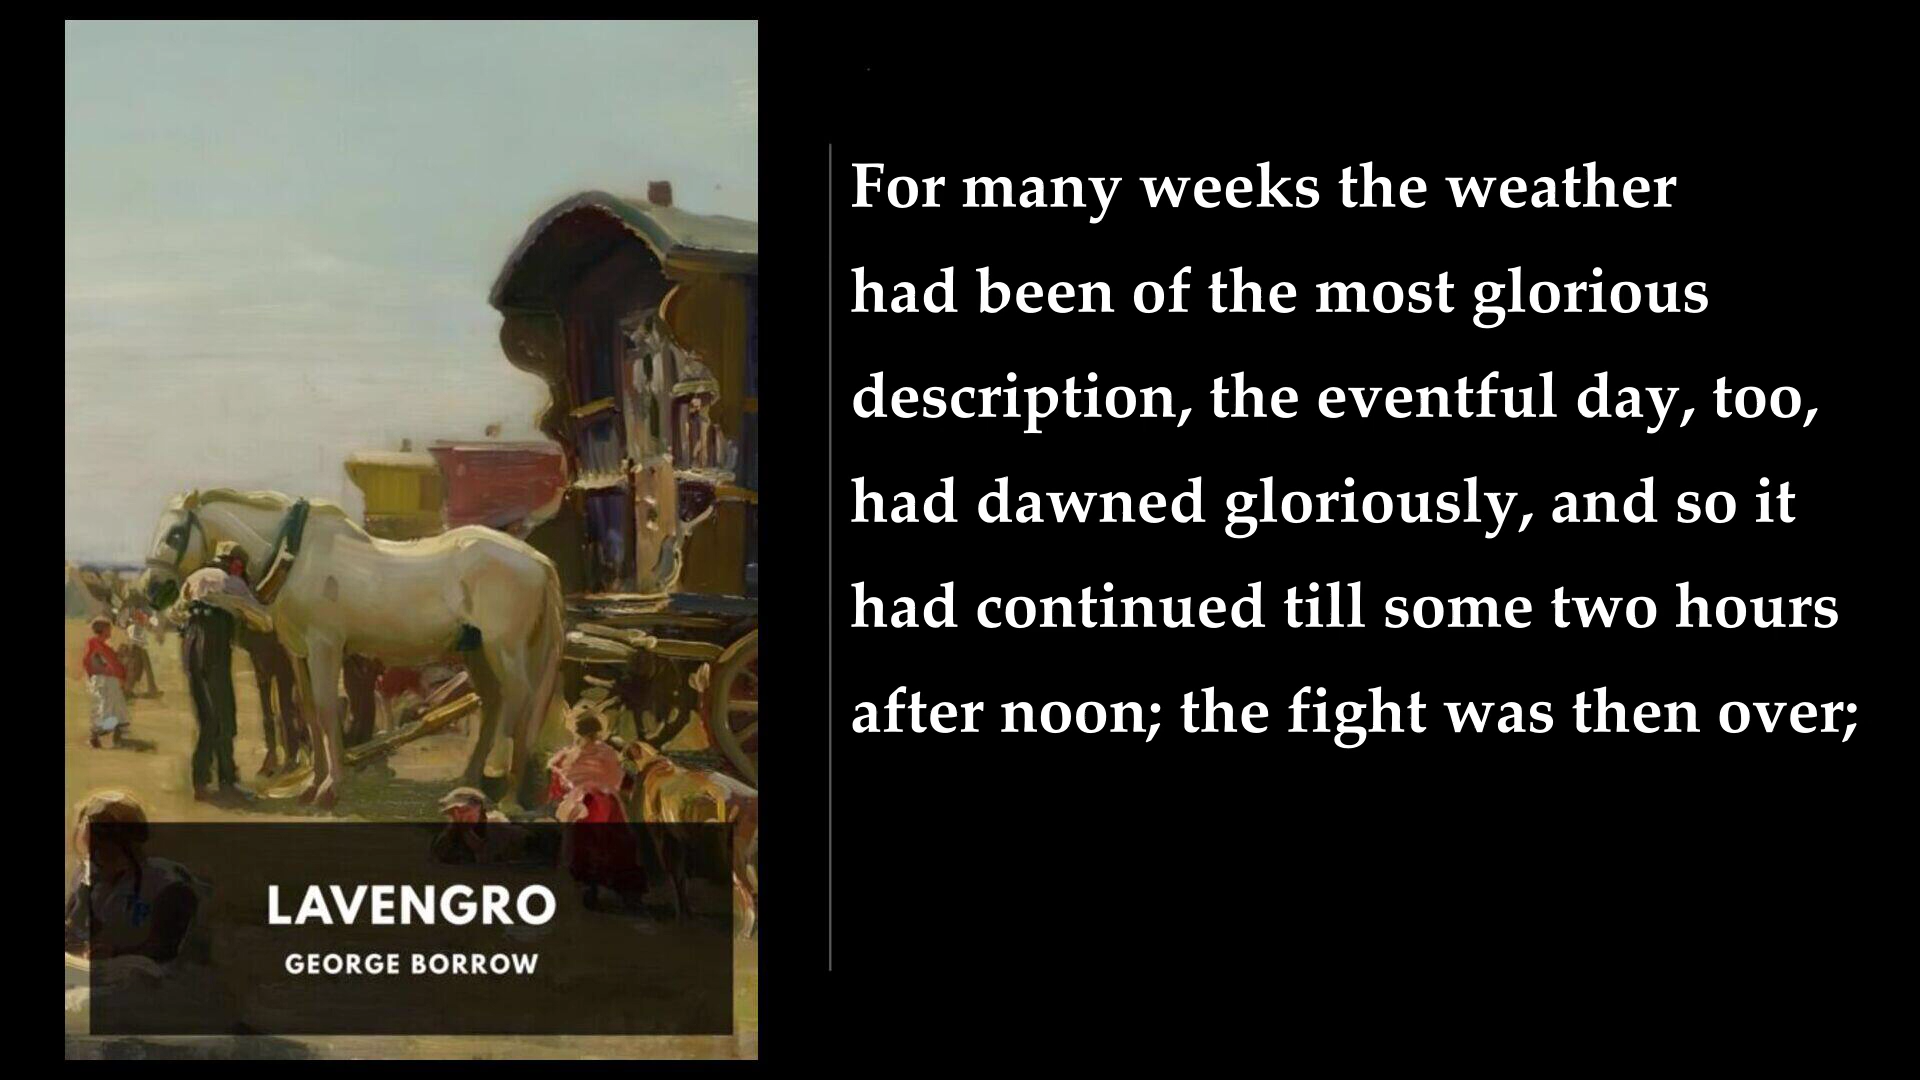 LAVENGRO
GEORGE BORROW
For many weeks the weather
had been of the most glorious
description, the eventful day, too,
had dawned gloriously, and so it
had continued till some two hours
after noon; the fight was then over;